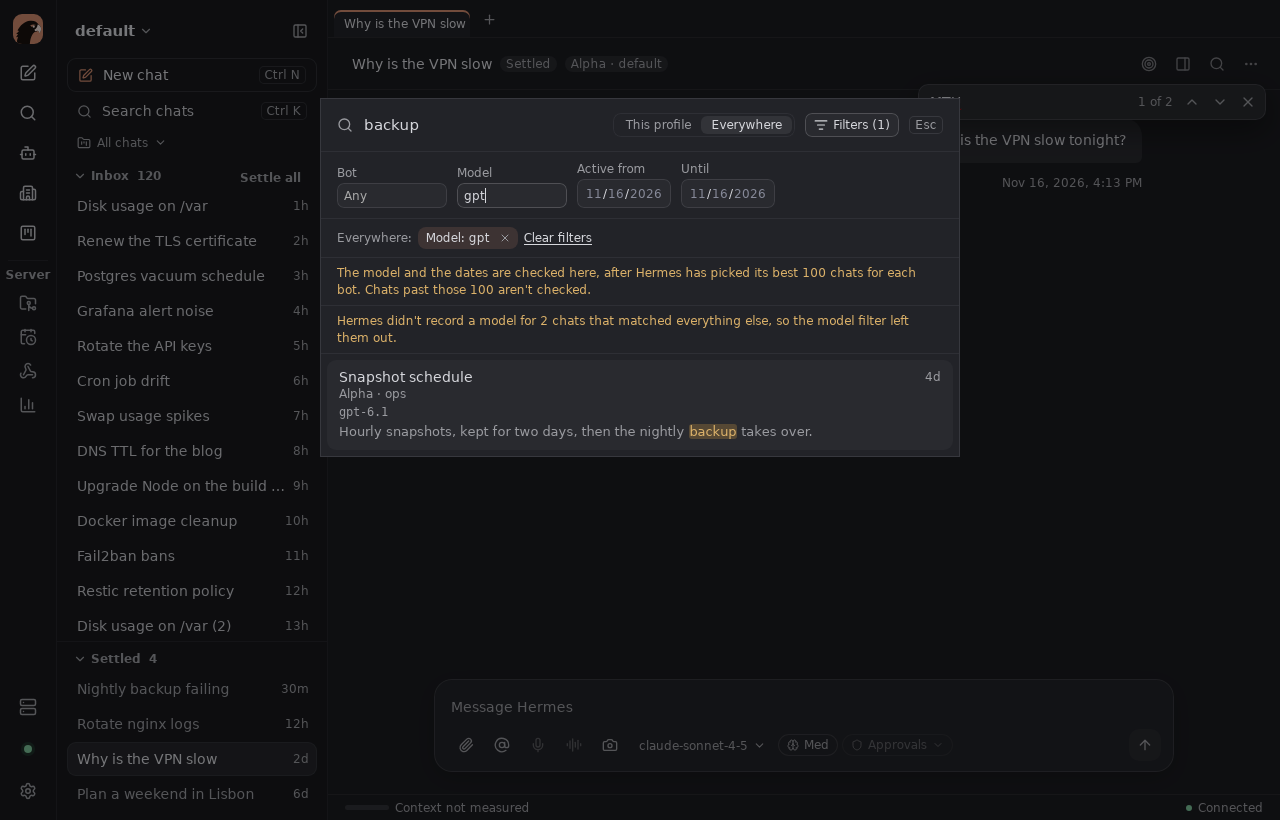 default
Why is the VPN slow
New chat
Ctrl N
Search chats
Ctrl K
All chats
Inbox 120
Settle all
Disk usage on /var
1h
Renew the TLS certificate
2h
Postgres vacuum schedule
3h
Grafana alert noise
4h
Rotate the API keys
5h
Cron job drift
6h
Swap usage spikes
7h
DNS TTL for the blog
8h
Upgrade Node on the build ...
9h
Docker image cleanup
10h
Fail2ban bans
11h
Restic retention policy
12h
Disk usage on /var (2)
13h
Settled 4
Nightly backup failing
30m
Rotate nginx logs
12h
Why is the VPN slow
2d
Plan a weekend in Lisbon
6d
Server
Why is the VPN slow
Settled
Alpha · default
1 of 2
is the VPN slow tonight?
Nov 16, 2026, 4:13 PM
backup
This profile
Everywhere
Filters (1)
Esc
Bot
Any
Model
gpt
Active from
11/16/2026
Until
11/16/2026
Everywhere:
Model: gpt
Clear filters
The model and the dates are checked here, after Hermes has picked its best 100 chats for each
bot. Chats past those 100 aren't checked.
Hermes didn't record a model for 2 chats that matched everything else, so the model filter left
them out.
Snapshot schedule
4d
Alpha · ops
gpt-6.1
Hourly snapshots, kept for two days, then the nightly backup takes over.
Message Hermes
claude-sonnet-4-5
Med
Approvals
Context not measured
Connected